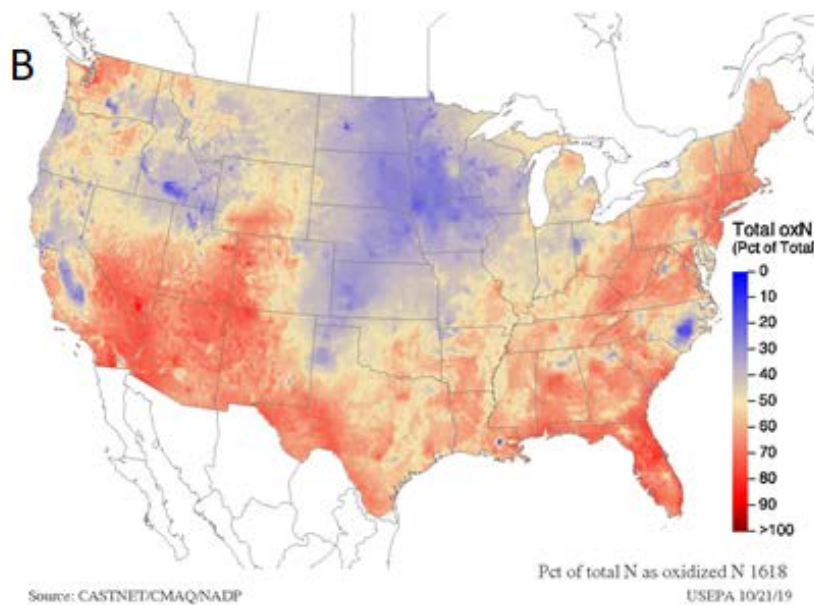 B
Total oxN
(Pct of Total
0
10
20
30
40
50
60
70
80
90
>100
Pct of total N as oxidized N 1618
Source: CASTNET/CMAQ/NADP
USEPA 10/21/19